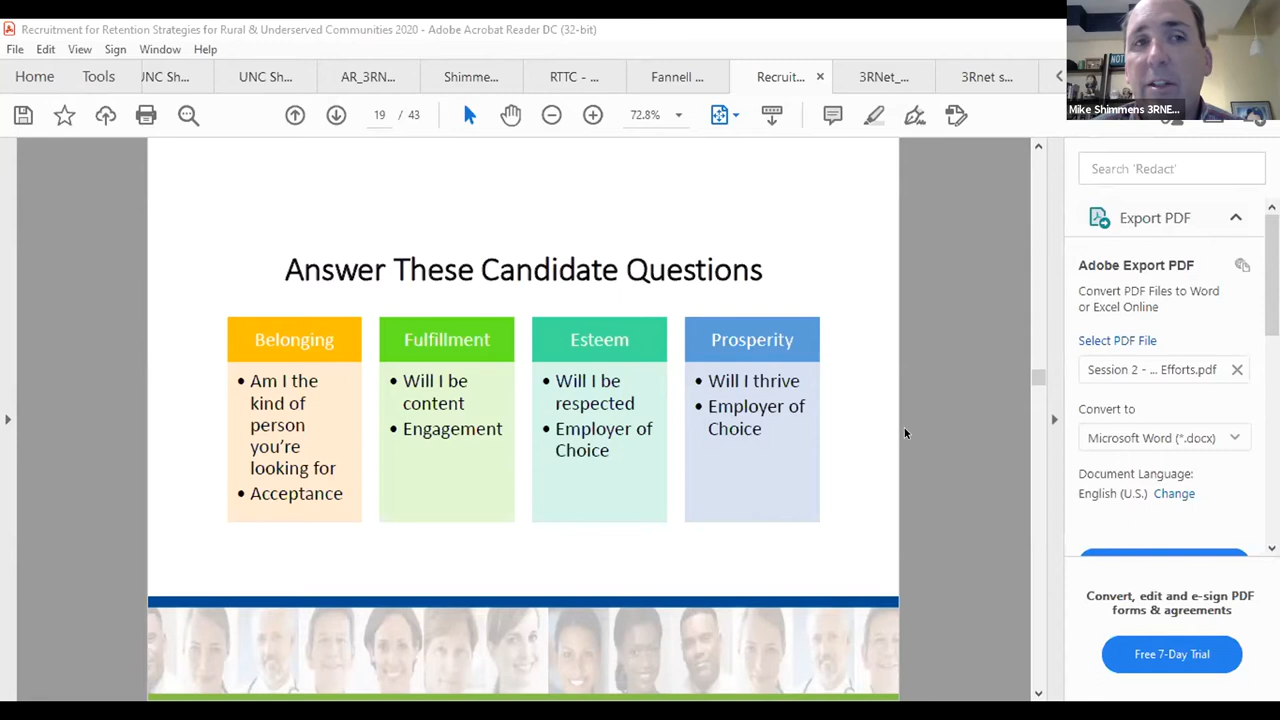 Recruitment for Retention Strategies for Rural & Underserved Communities 2020 - Adobe Acrobat Reader DC (32-bit)
File Edit View Sign Window Help
Home Tools JNC Sh... UNC Sh... AR_3RN... Shimme... RTTC - ... Fannell ... Recruit... × 3RNet_... 3Rnet s...
/ 43 72.8%
Mike Shimmens 3RNE...
Search 'Redact'
Export PDF
Adobe Export PDF
Convert PDF Files to Word
or Excel Online
Select PDF File
Session 2 - ... Efforts.pdf
Convert to
Microsoft Word (*.docx)
Document Language:
English (U.S.) Change
Convert, edit and e-sign PDF
forms & agreements
Free 7-Day Trial
Answer These Candidate Questions
Belonging
• Am I the
kind of
person
you're
looking for
• Acceptance
Fulfillment
• Will I be
content
• Engagement
Esteem
• Will I be
respected
• Employer of
Choice
Prosperity
• Will I thrive
• Employer of
Choice